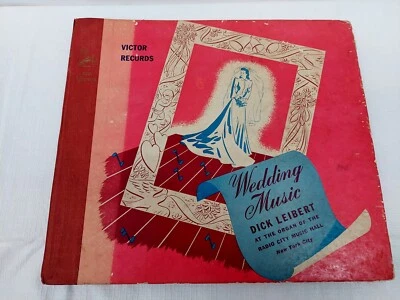 VICTOR
RECORDS
Wedding
Music
DICK LEIBERT
AT THE ORGAN OF THE
RADIO CITY MUSIC HALL
New York City